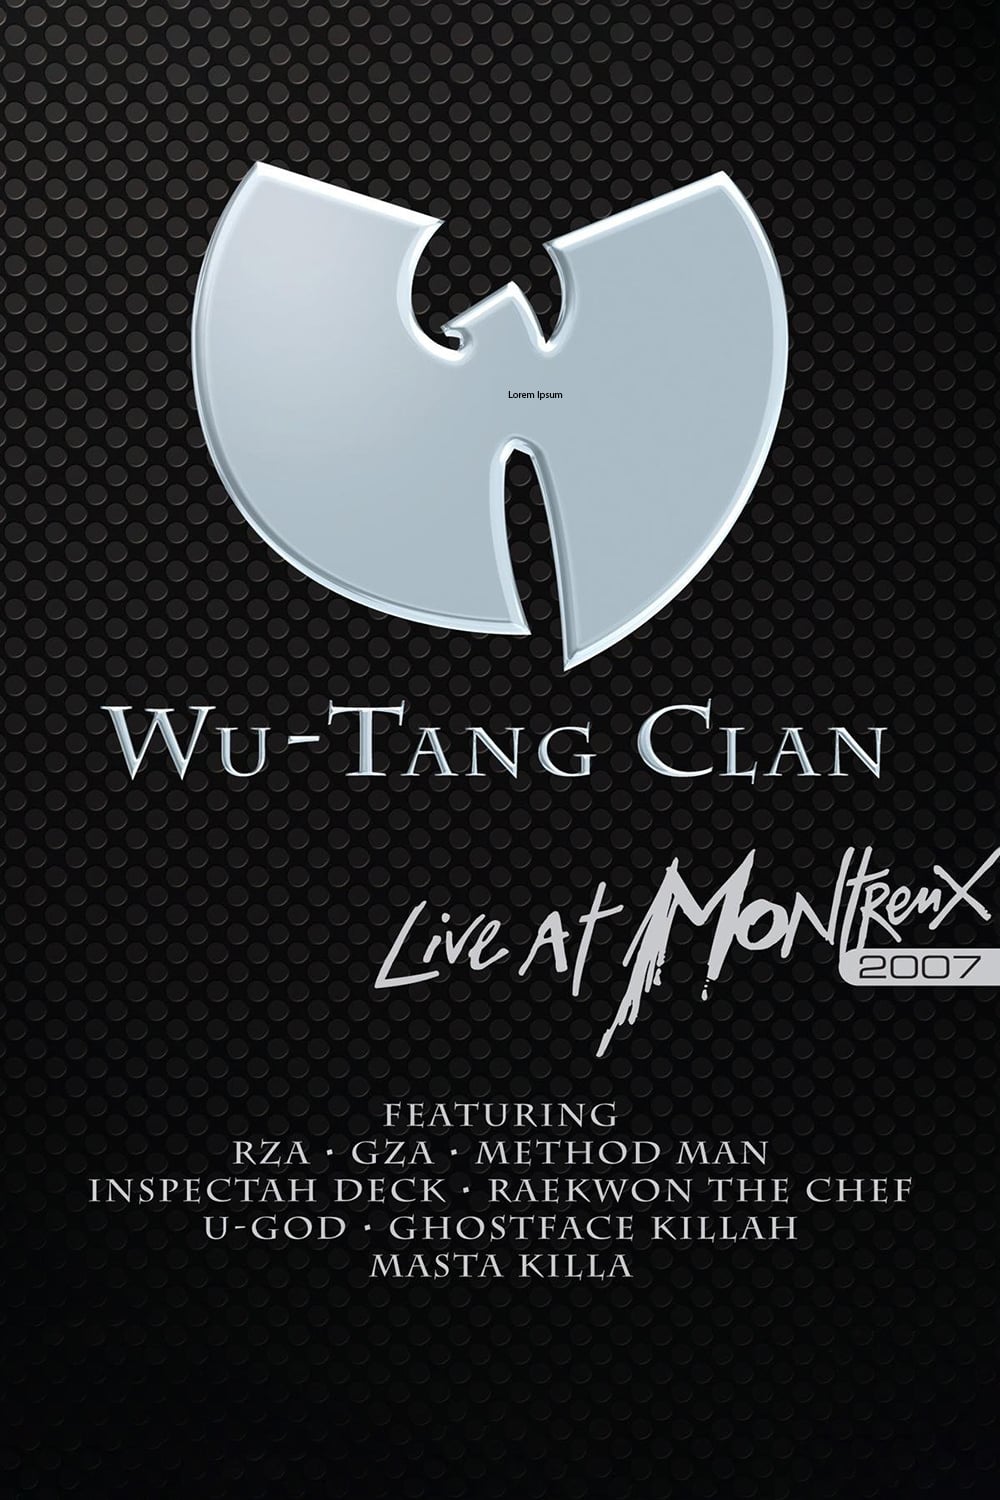 Lorem Ipsum
Wu-Tang Clan
Live At Montreux
2007
FEATURING
RZA · GZA · METHOD MAN
INSPECTAH DECK · RAEKWON THE CHEF
U-GOD · GHOSTFACE KILLAH
MASTA KILLA